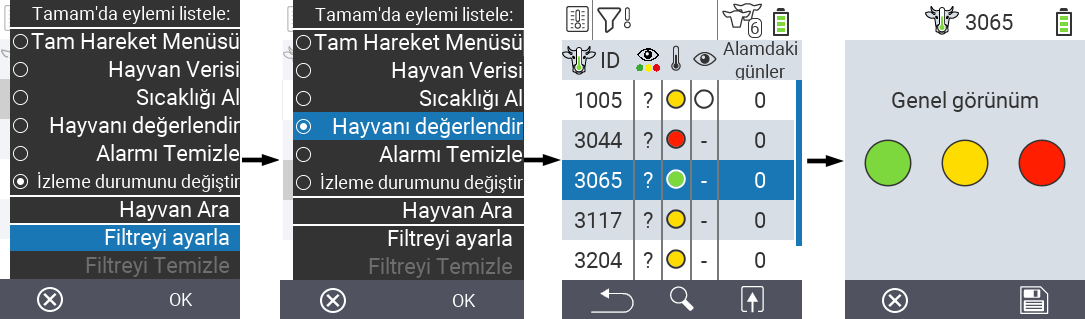 Tamam'da eylemi listele:
Tam Hareket Menüsü
Hayvan Verisi
Sıcaklığı Al
Hayvanı değerlendir
Alarmı Temizle
İzleme durumunu değiştir
Hayvan Ara
Filtreyi ayarla
Filtreyi Temizle
OK
Tamam'da eylemi listele:
Tam Hareket Menüsü
Hayvan Verisi
Sıcaklığı Al
Hayvanı değerlendir
Alarmı Temizle
İzleme durumunu değiştir
Hayvan Ara
Filtreyi ayarla
Filtreyi Temizle
OK
6
ID Alamdaki
günler
1005 ? 0
3044 ? - 0
3065 ? - 0
3117 ? - 0
3204 ? - 0
3065
Genel görünüm